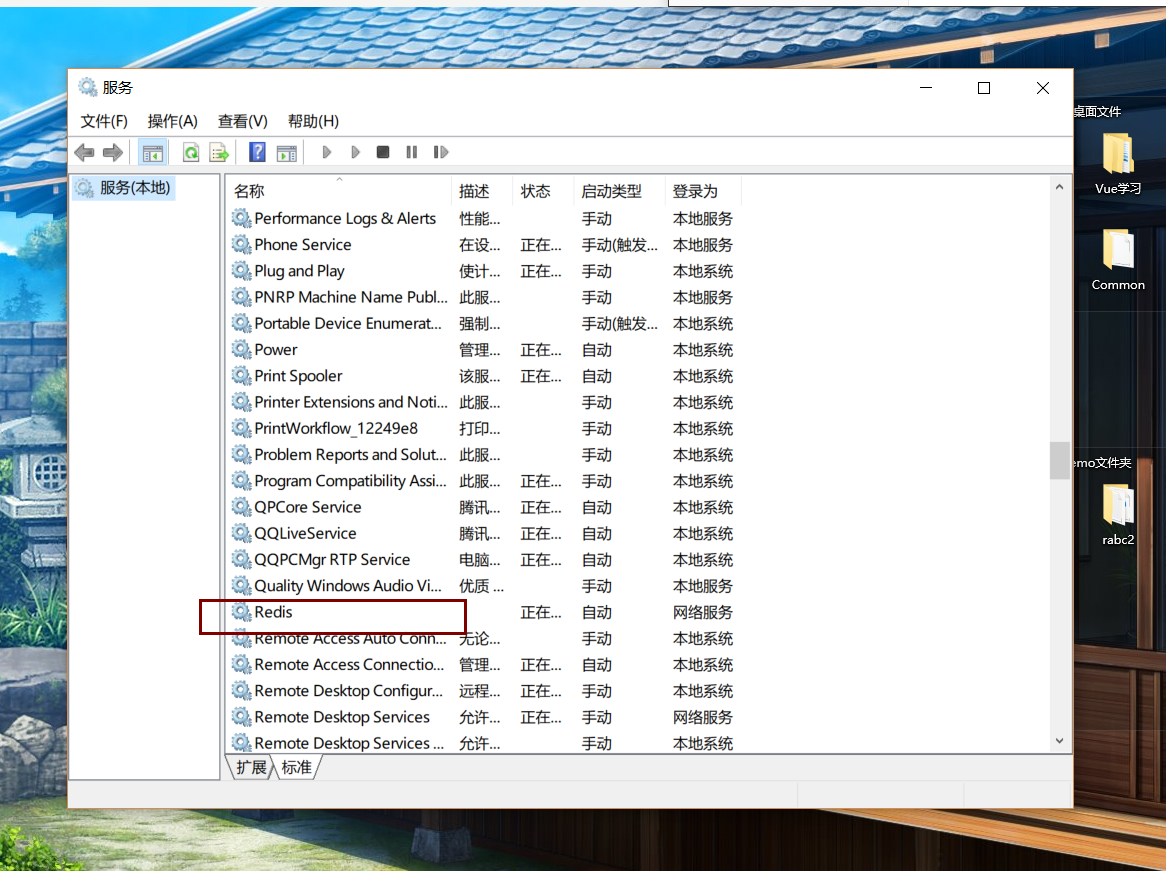 服务
文件(F) 操作(A) 查看(V) 帮助(H)
服务(本地)
名称 描述 状态 启动类型 登录为
Performance Logs & Alerts 性能... 手动 本地服务
Phone Service 在设... 正在... 手动(触发... 本地服务
Plug and Play 使计... 正在... 手动 本地系统
PNRP Machine Name Publ... 此服... 手动 本地服务
Portable Device Enumerat... 强制... 手动(触发... 本地系统
Power 管理... 正在... 自动 本地系统
Print Spooler 该服... 正在... 自动 本地系统
Printer Extensions and Noti... 此服... 手动 本地系统
PrintWorkflow_12249e8 打印... 手动 本地系统
Problem Reports and Solut... 此服... 手动 本地系统
Program Compatibility Assi... 此服... 正在... 自动 本地系统
QPCore Service 腾讯... 正在... 自动 本地系统
QQLiveService 腾讯... 正在... 自动 本地系统
QQPCMgr RTP Service 电脑... 正在... 自动 本地系统
Quality Windows Audio Vi... 优质 ... 手动 本地服务
Redis 正在... 自动 网络服务
Remote Access Auto Conn... 无论... 手动 本地系统
Remote Access Connectio... 管理... 正在... 自动 本地系统
Remote Desktop Configur... 远程... 正在... 手动 本地系统
Remote Desktop Services 允许... 正在... 手动 网络服务
Remote Desktop Services ... 允许... 手动 本地系统
扩展 标准
桌面文件
Vue学习
Common
emo文件夹
rabc2